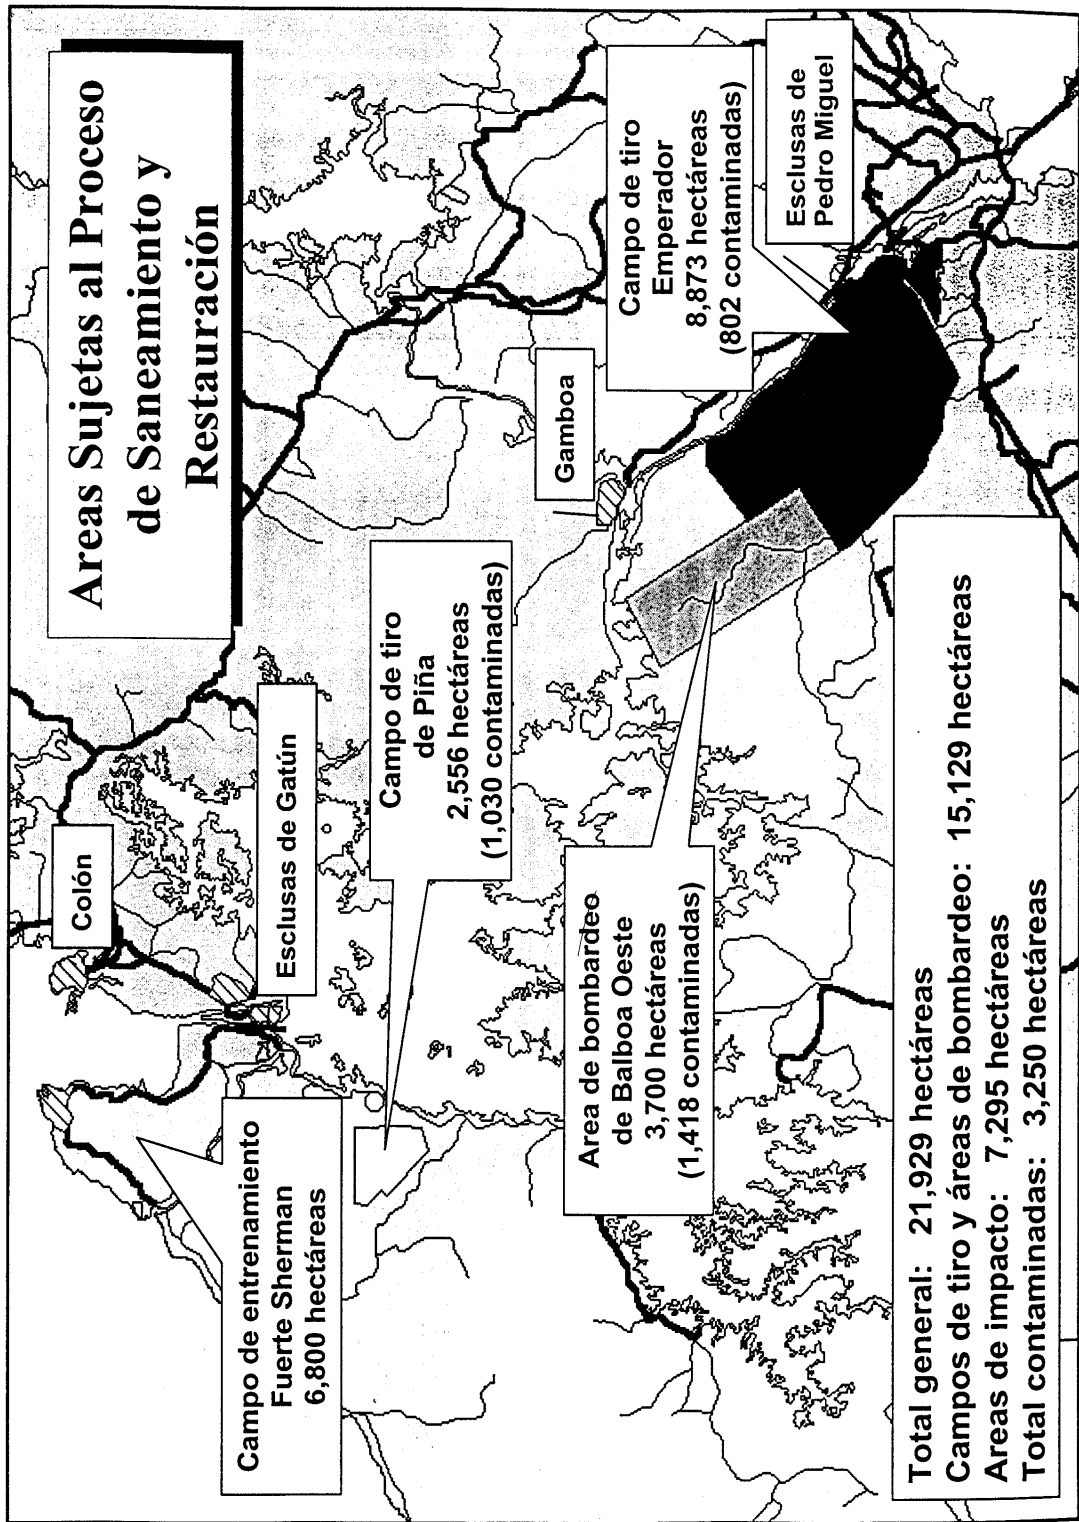 Areas Sujetas al Proceso
de Saneamiento y
Restauración
Colón
Esclusas de Gatún
Campo de entrenamiento
Fuerte Sherman
6,800 hectáreas
Campo de tiro
de Piña
2,556 hectáreas
(1,030 contaminadas)
Gamboa
Campo de tiro
Emperador
8,873 hectáreas
(802 contaminadas)
Esclusas de
Pedro Miguel
Area de bombardeo
de Balboa Oeste
3,700 hectáreas
(1,418 contaminadas)
Total general: 21,929 hectáreas
Campos de tiro y áreas de bombardeo: 15,129 hectáreas
Areas de impacto: 7,295 hectáreas
Total contaminadas: 3,250 hectáreas